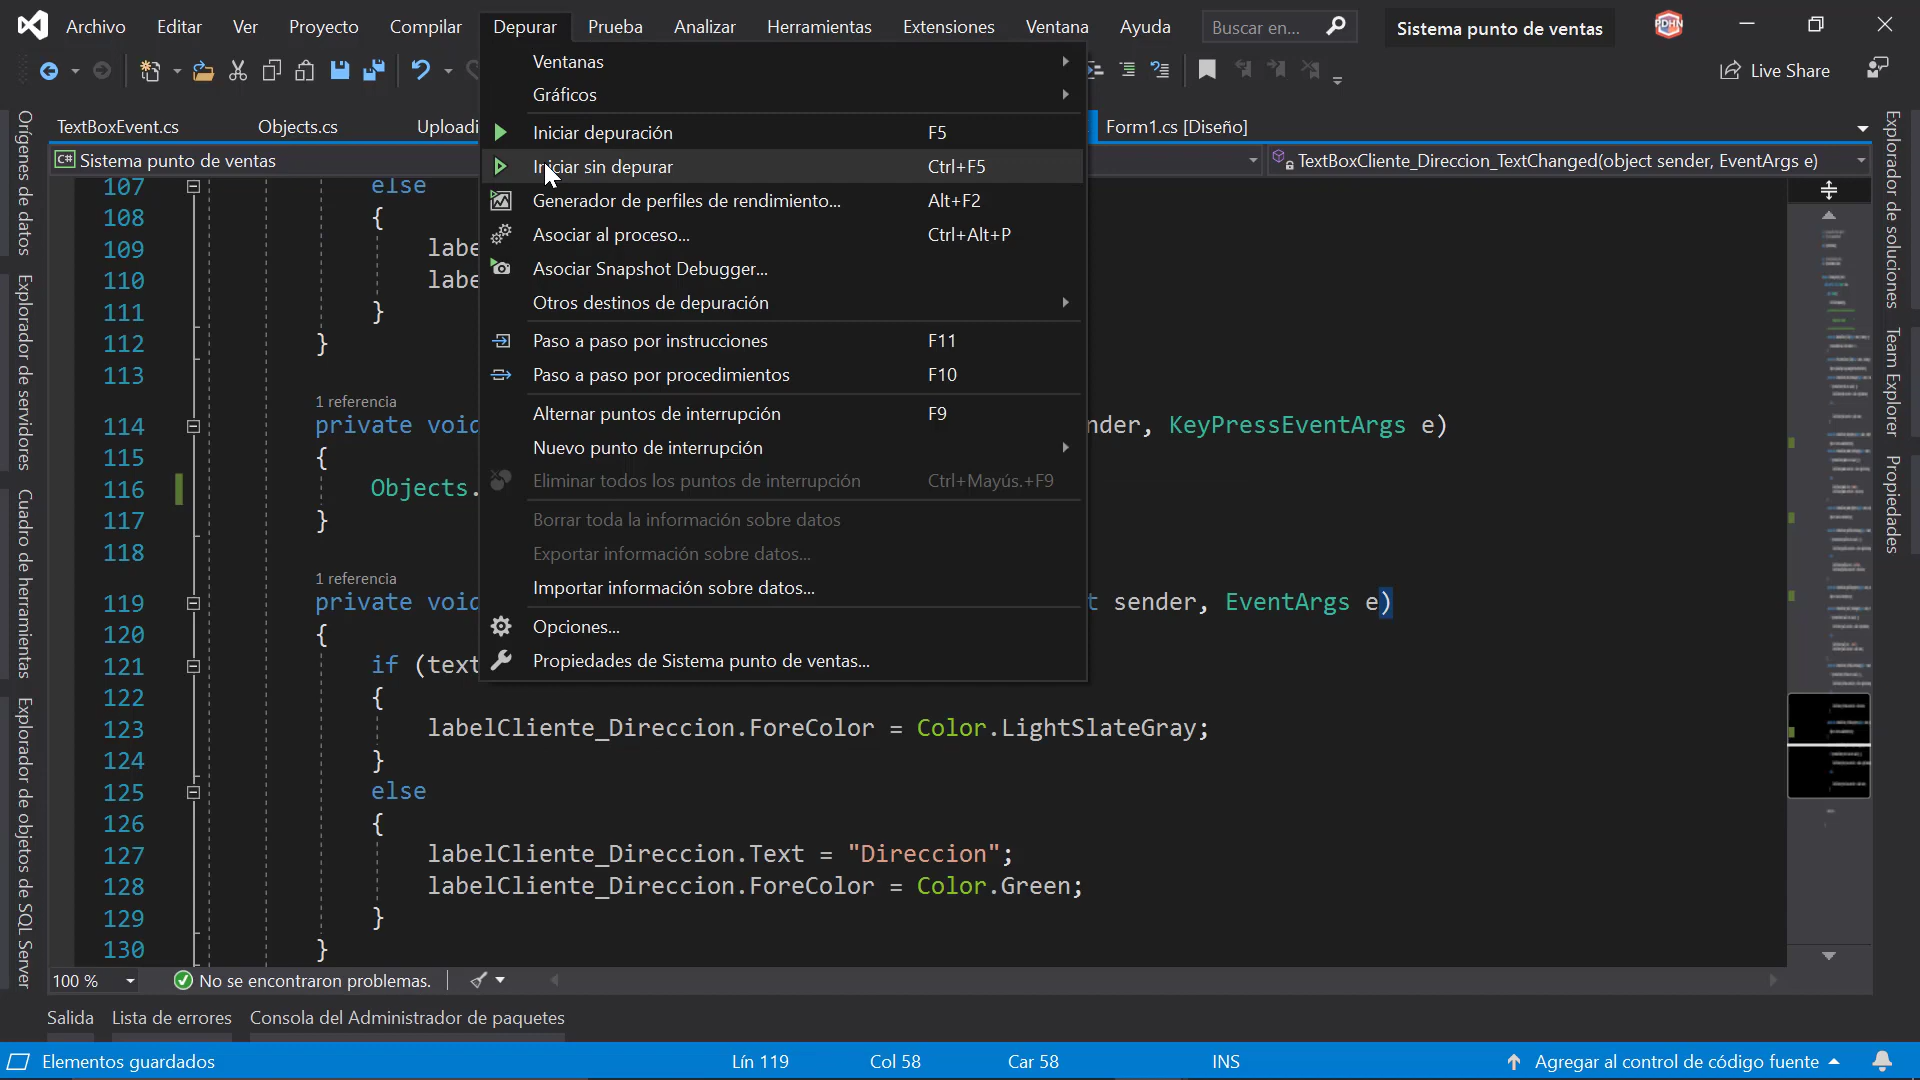 Archivo Editar Ver Proyecto Compilar Depurar Prueba Analizar Herramientas Extensiones Ventana Ayuda Buscar en... Sistema punto de ventas
PDHN
Live Share
TextBoxEvent.cs Objects.cs Uploadi Form1.cs [Diseño]
C# Sistema punto de ventas TextBoxCliente_Direccion_TextChanged(object sender, EventArgs e)
Ventanas
Gráficos
Iniciar depuración F5
Iniciar sin depurar Ctrl+F5
Generador de perfiles de rendimiento... Alt+F2
Asociar al proceso... Ctrl+Alt+P
Asociar Snapshot Debugger...
Otros destinos de depuración
Paso a paso por instrucciones F11
Paso a paso por procedimientos F10
Alternar puntos de interrupción F9
Nuevo punto de interrupción
Eliminar todos los puntos de interrupción Ctrl+Mayús.+F9
Borrar toda la información sobre datos
Exportar información sobre datos...
Importar información sobre datos...
Opciones...
Propiedades de Sistema punto de ventas...
107 else
108 {
109 labe
110 labe
111 }
112 }
113
1 referencia
114 private void nder, KeyPressEventArgs e)
115 {
116 Objects.
117 }
118
1 referencia
119 private void t sender, EventArgs e)
120 {
121 if (text
122 {
123 labelCliente_Direccion.ForeColor = Color.LightSlateGray;
124 }
125 else
126 {
127 labelCliente_Direccion.Text = "Direccion";
128 labelCliente_Direccion.ForeColor = Color.Green;
129 }
130 }
Orígenes de datos
Explorador de servidores
Cuadro de herramientas
Explorador de objetos de SQL Server
Explorador de soluciones
Team Explorer
Propiedades
100 % No se encontraron problemas.
Salida Lista de errores Consola del Administrador de paquetes
Elementos guardados Lín 119 Col 58 Car 58 INS Agregar al control de código fuente